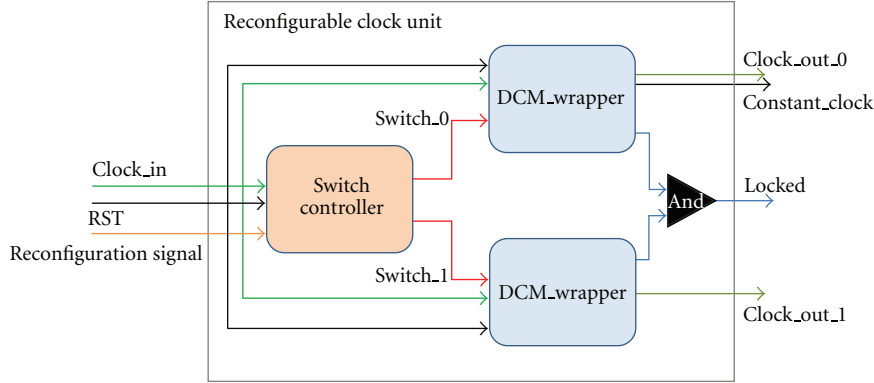 Reconfigurable clock unit
Clock_out_0
DCM_wrapper
Constant_clock
Switch_0
Clock_in
Switch
controller
And
Locked
RST
Reconfiguration signal
Switch_1
DCM_wrapper
Clock_out_1